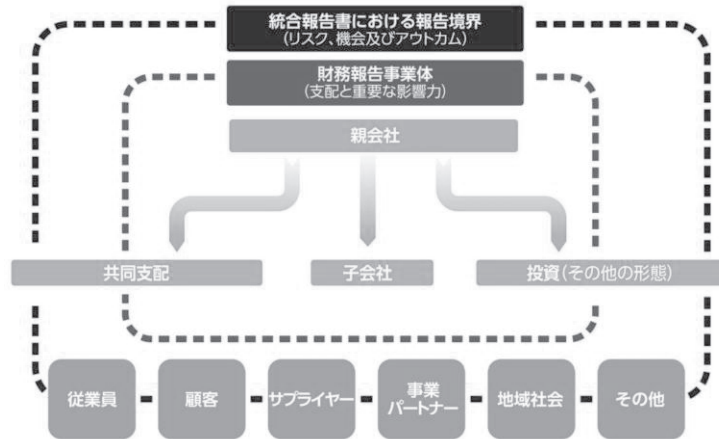 統合報告書における報告境界
(リスク、機会及びアウトカム)
財務報告事業体
(支配と重要な影響力)
親会社
共同支配
子会社
投資(その他の形態)
従業員
顧客
サプライヤー
事業
パートナー
地域社会
その他